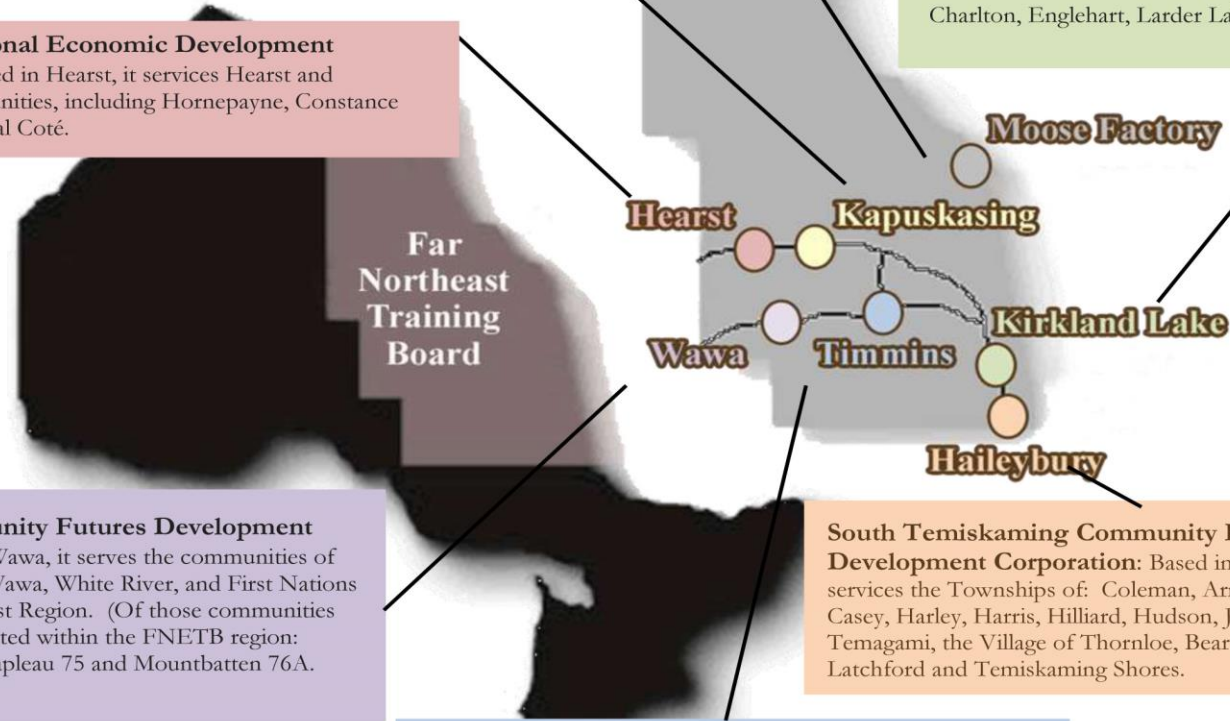 Charlton, Englehart, Larder La
onal Economic Development
ed in Hearst, it services Hearst and
nities, including Hornepayne, Constance
al Coté.
Moose Factory
Hearst
Kapuskasing
Far
Northeast
Training
Board
Kirkland Lake
Wawa
Timmins
Haileybury
unity Futures Development
Wawa, it serves the communities of
Wawa, White River, and First Nations
st Region. (Of those communities
ted within the FNETB region:
pleau 75 and Mountbatten 76A.
South Temiskaming Community
Development Corporation: Based in
services the Townships of: Coleman, Ar
Casey, Harley, Harris, Hilliard, Hudson, J
Temagami, the Village of Thornloe, Bear
Latchford and Temiskaming Shores.